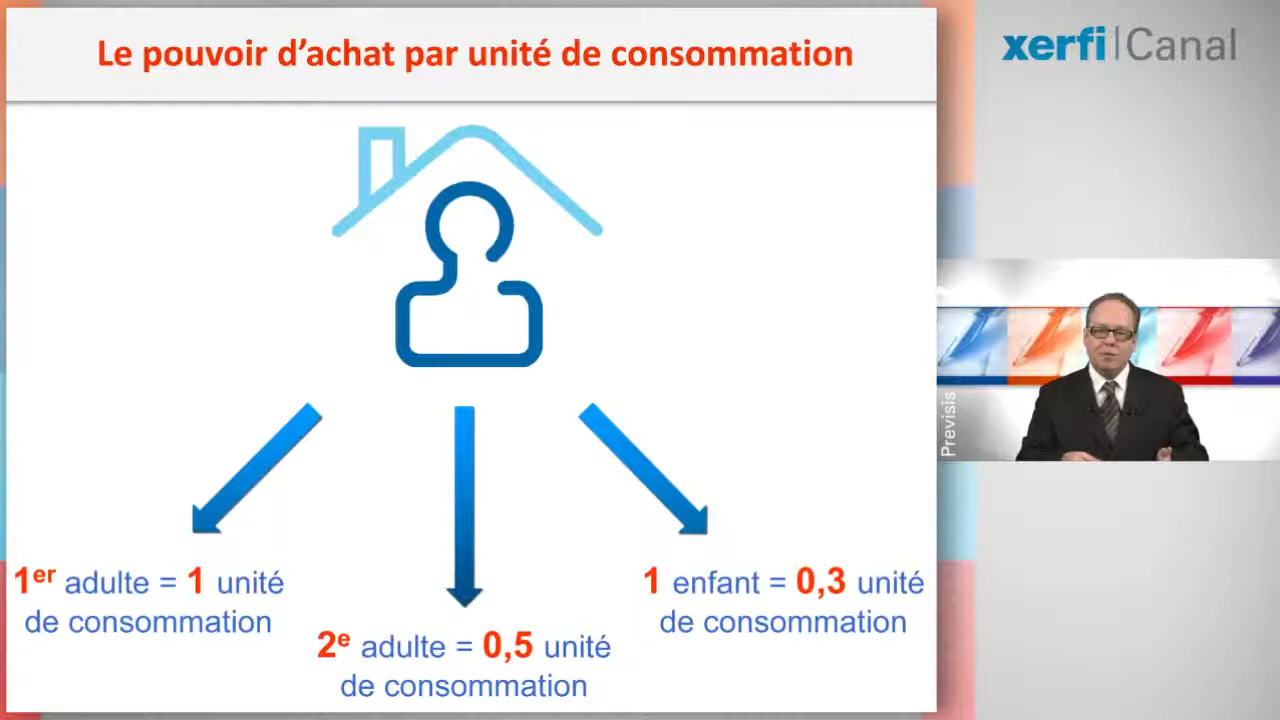 Le pouvoir d'achat par unité de consommation
xerfi|Canal
Previsis
1er adulte = 1 unité
de consommation
2e adulte = 0,5 unité
de consommation
1 enfant = 0,3 unité
de consommation